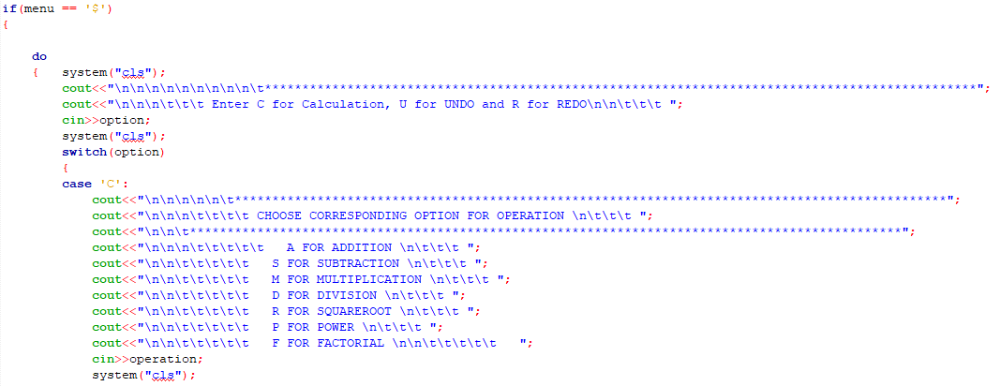 if(menu == '$')
{
do
{   system("cls");
cout<<"\n\n\n\n\n\n\n\n\n\t***********************************************************************************************";
cout<<"\n\n\n\t\t\t Enter C for Calculation, U for UNDO and R for REDO\n\n\t\t\t ";
cin>>option;
system("cls");
switch(option)
{
case 'C':
cout<<"\n\n\n\n\n\t***********************************************************************************************";
cout<<"\n\n\n\t\t\t\t CHOOSE CORRESPONDING OPTION FOR OPERATION \n\t\t\t ";
cout<<"\n\n\t***********************************************************************************************";
cout<<"\n\n\n\t\t\t\t\t   A FOR ADDITION \n\t\t\t ";
cout<<"\n\n\t\t\t\t\t   S FOR SUBTRACTION \n\t\t\t ";
cout<<"\n\n\t\t\t\t\t   M FOR MULTIPLICATION \n\t\t\t ";
cout<<"\n\n\t\t\t\t\t   D FOR DIVISION \n\t\t\t ";
cout<<"\n\n\t\t\t\t\t   R FOR SQUAREROOT \n\t\t\t ";
cout<<"\n\n\t\t\t\t\t   P FOR POWER \n\t\t\t ";
cout<<"\n\n\t\t\t\t\t   F FOR FACTORIAL \n\n\t\t\t\t\t   ";
cin>>operation;
system("cls");